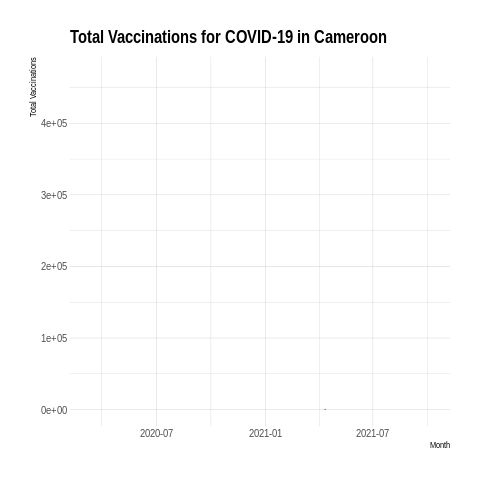 Total Vaccinations for COVID-19 in Cameroon
Total Vaccinations
4e+05
3e+05
2e+05
1e+05
0e+00
2020-07 2021-01 2021-07
Month